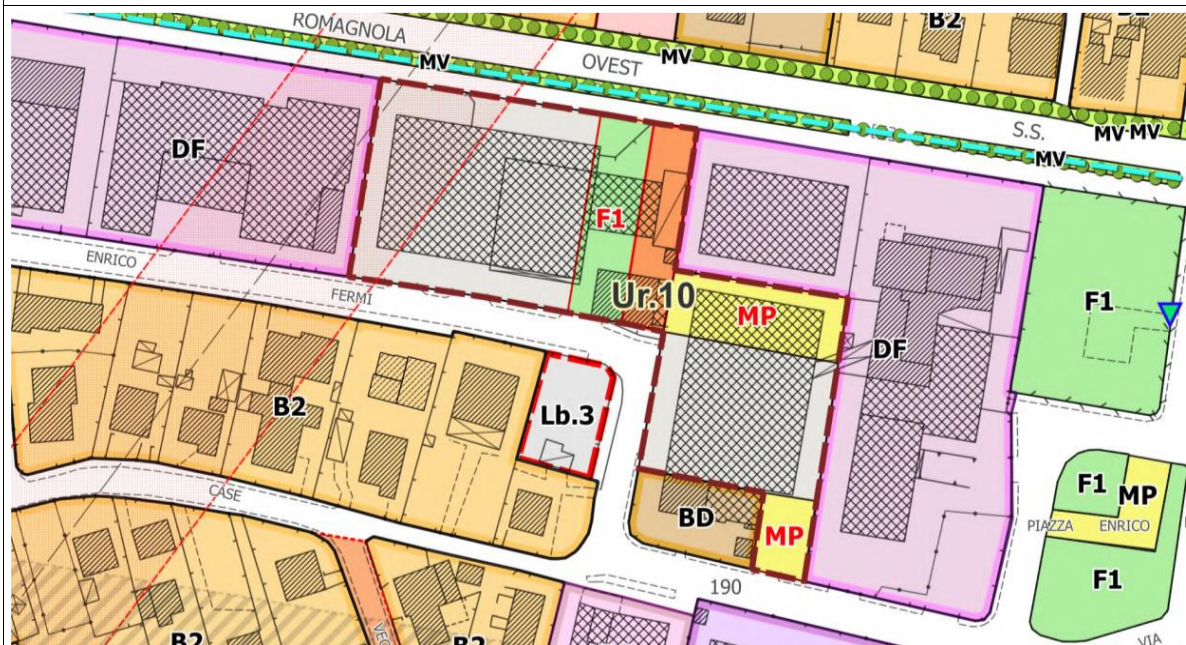 ROMAGNOLA
B2
MV
MV
OVEST
S.S.
MV
MV
MV
DF
F1
ENRICO
FERMI
Ur.10
MP
F1
DF
B2
Lb.3
CASE
F1
MP
BD
MP
PIAZZA
ENRICO
F1
190
B2
B2
VIA